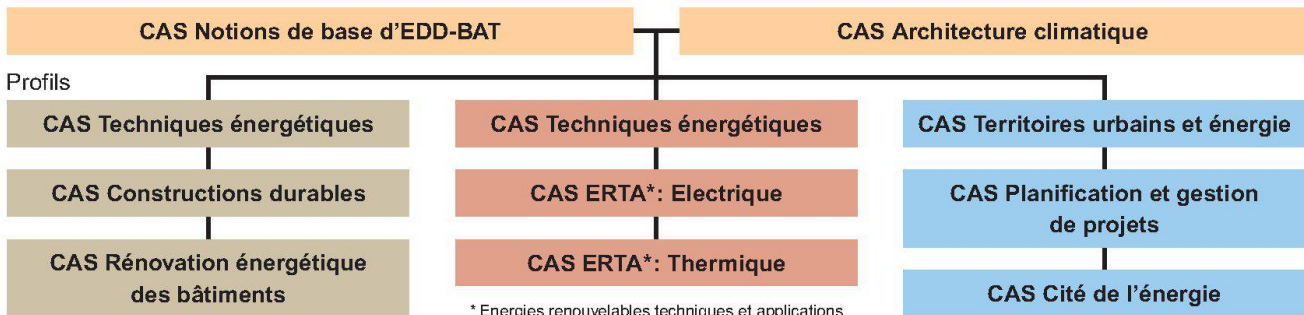 CAS Notions de base d'EDD-BAT
CAS Architecture climatique
Profils
CAS Techniques énergétiques
CAS Constructions durables
CAS Rénovation énergétique
des bâtiments
CAS Techniques énergétiques
CAS ERTA*: Electrique
CAS ERTA*: Thermique
* Energies renouvelables techniques et applications
CAS Territoires urbains et énergie
CAS Planification et gestion
de projets
CAS Cité de l'énergie